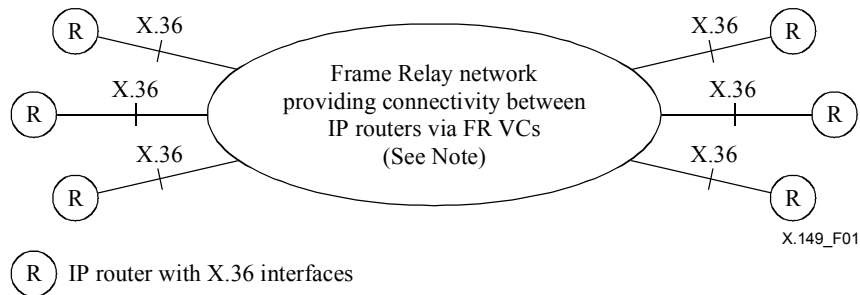 R X.36 X.36 R
R X.36 X.36 R
R X.36 X.36 R
Frame Relay network
providing connectivity between
IP routers via FR VCs
(See Note)
X.149_F01
R IP router with X.36 interfaces